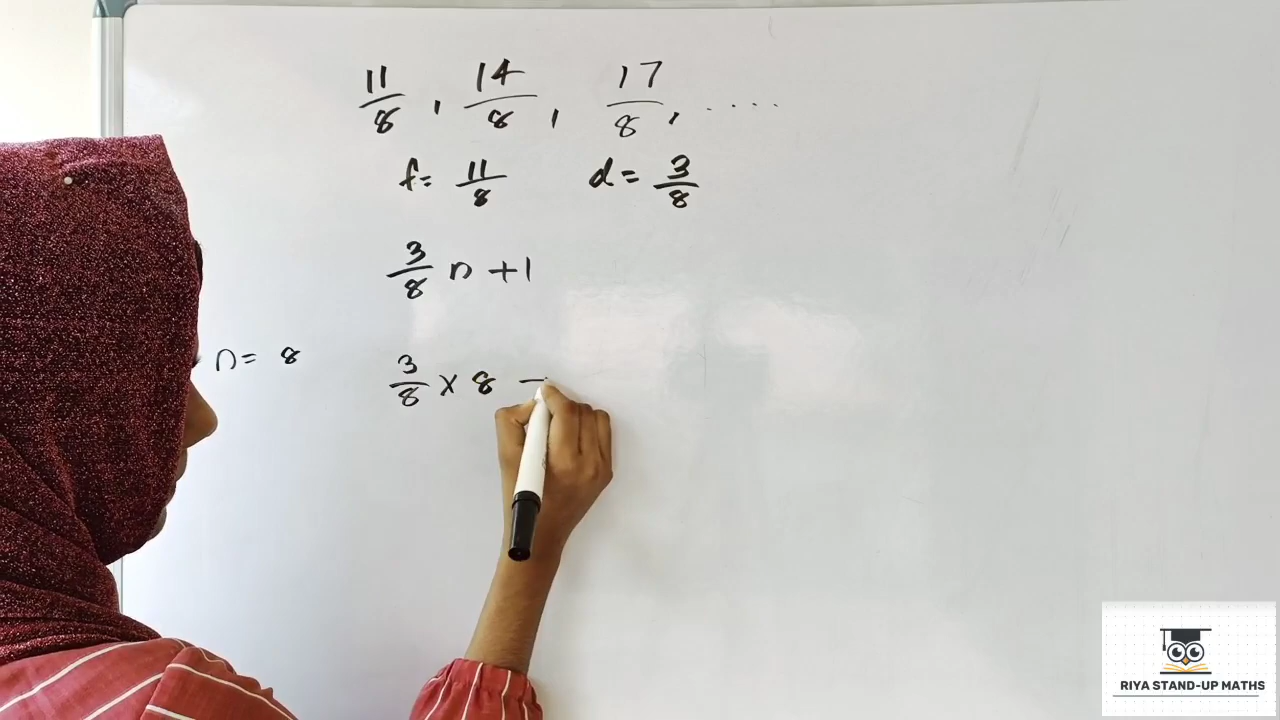 11/8, 14/8, 17/8, ....
f= 11/8 d= 3/8
3/8 n +1
n= 8 3/8 × 8
RIYA STAND-UP MATHS